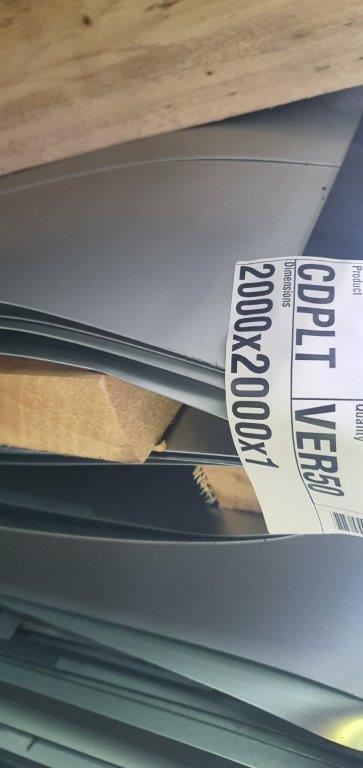 Product Quality
CDPLT VER50
Dimensions
2000x2000x1